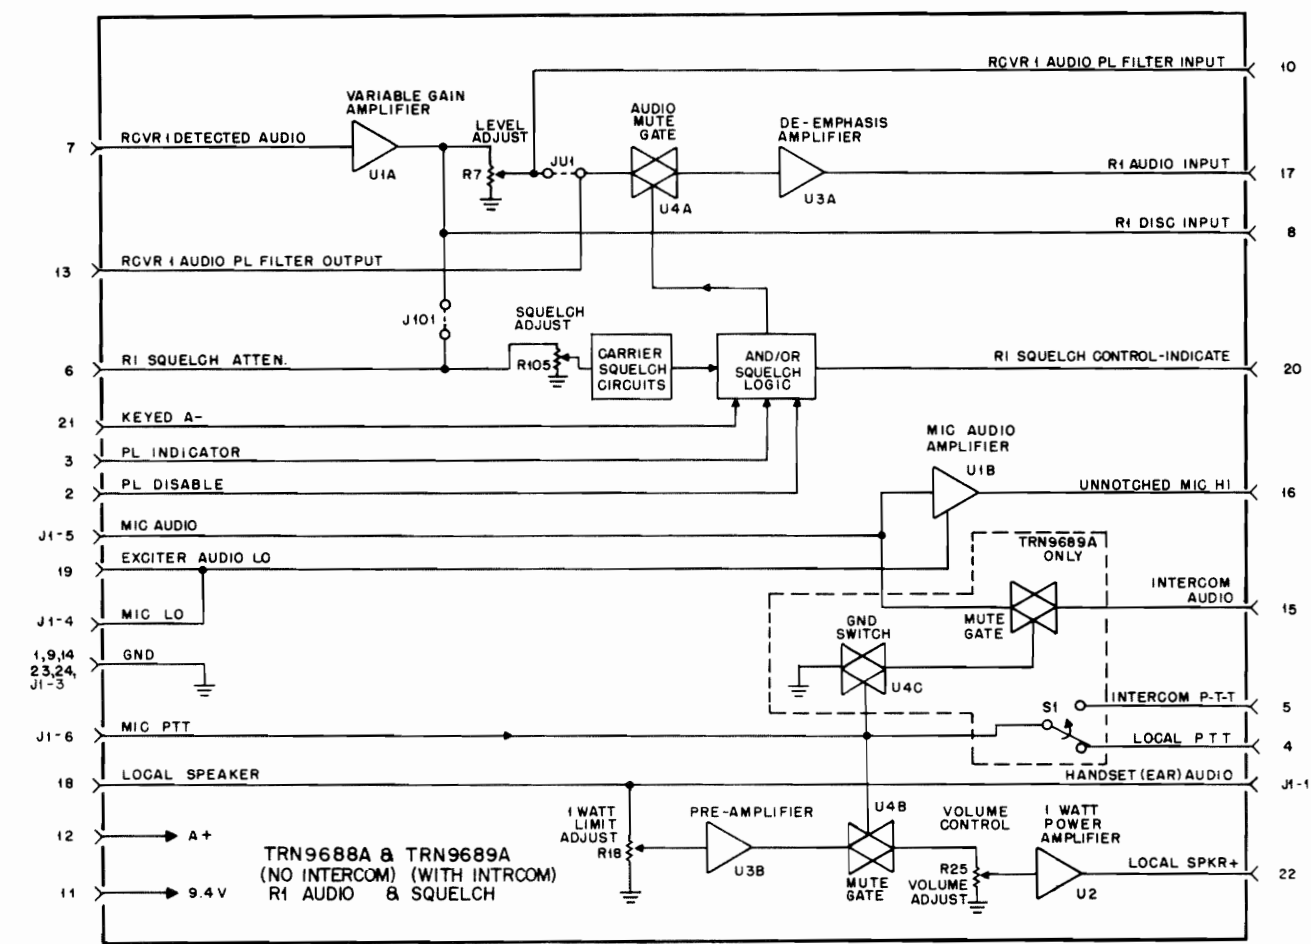 RCVR 1 AUDIO PL FILTER INPUT
10
VARIABLE GAIN
AMPLIFIER
LEVEL
ADJUST
AUDIO
MUTE
GATE
DE-EMPHASIS
AMPLIFIER
7
RCVR 1 DETECTED AUDIO
U1A
R7
JU1
U4A
U3A
R1 AUDIO INPUT
17
R1 DISC INPUT
8
13
RCVR 1 AUDIO PL FILTER OUTPUT
J101
SQUELCH
ADJUST
6
R1 SQUELCH ATTEN.
R105
CARRIER
SQUELCH
CIRCUITS
AND/OR
SQUELCH
LOGIC
R1 SQUELCH CONTROL-INDICATE
20
21
KEYED A-
3
PL INDICATOR
2
PL DISABLE
MIC AUDIO
AMPLIFIER
U1B
UNNOTCHED MIC HI
16
J1-5
MIC AUDIO
19
EXCITER AUDIO LO
TRN9689A
ONLY
J1-4
MIC LO
INTERCOM
AUDIO
15
MUTE
GATE
GND
SWITCH
U4C
1,9,14
23,24,
J1-3
GND
INTERCOM P-T-T
5
S1
J1-6
MIC PTT
LOCAL PTT
4
18
LOCAL SPEAKER
HANDSET (EAR) AUDIO
J1-1
12
A+
1 WATT
LIMIT
ADJUST
R18
PRE-AMPLIFIER
U3B
U4B
MUTE
GATE
VOLUME
CONTROL
R25
VOLUME
ADJUST
1 WATT
POWER
AMPLIFIER
U2
LOCAL SPKR+
22
11
9.4V
TRN9688A & TRN9689A
(NO INTERCOM) (WITH INTRCOM)
R1 AUDIO & SQUELCH